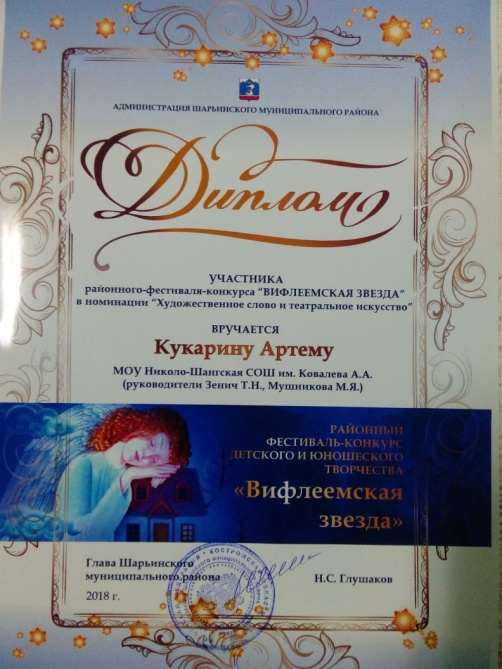 АДМИНИСТРАЦИЯ ШАРЬИНСКОГО МУНИЦИПАЛЬНОГО РАЙОНА
Диплом
УЧАСТНИКА
районного-фестиваля-конкурса "ВИФЛЕЕМСКАЯ ЗВЕЗДА"
в номинации "Художественное слово и театральное искусство"
ВРУЧАЕТСЯ
Кукарину Артему
МОУ Николо-Шангская СОШ им. Ковалева А.А.
(руководители Зенич Т.Н., Мушникова М.Я.)
РАЙОННЫЙ
ФЕСТИВАЛЬ-КОНКУРС
ДЕТСКОГО И ЮНОШЕСКОГО
ТВОРЧЕСТВА
«Вифлеемская
звезда»
Глава Шарьинского
муниципального района
Н.С. Глушаков
2018 г.